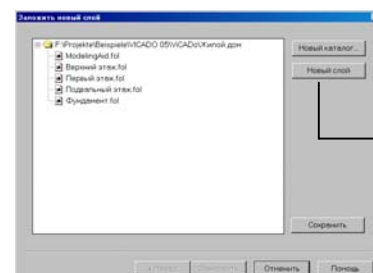 Заложить новый слой
F:\Projekte\Beispiele\VICADO 05\VICADo\Жилой дом
ModelingAid.fol
Верхний этаж.fol
Первый этаж.fol
Подвальный этаж.fol
Фундамент.fol
Новый каталог...
Новый слой
Сохранить
Отменить
Помощь